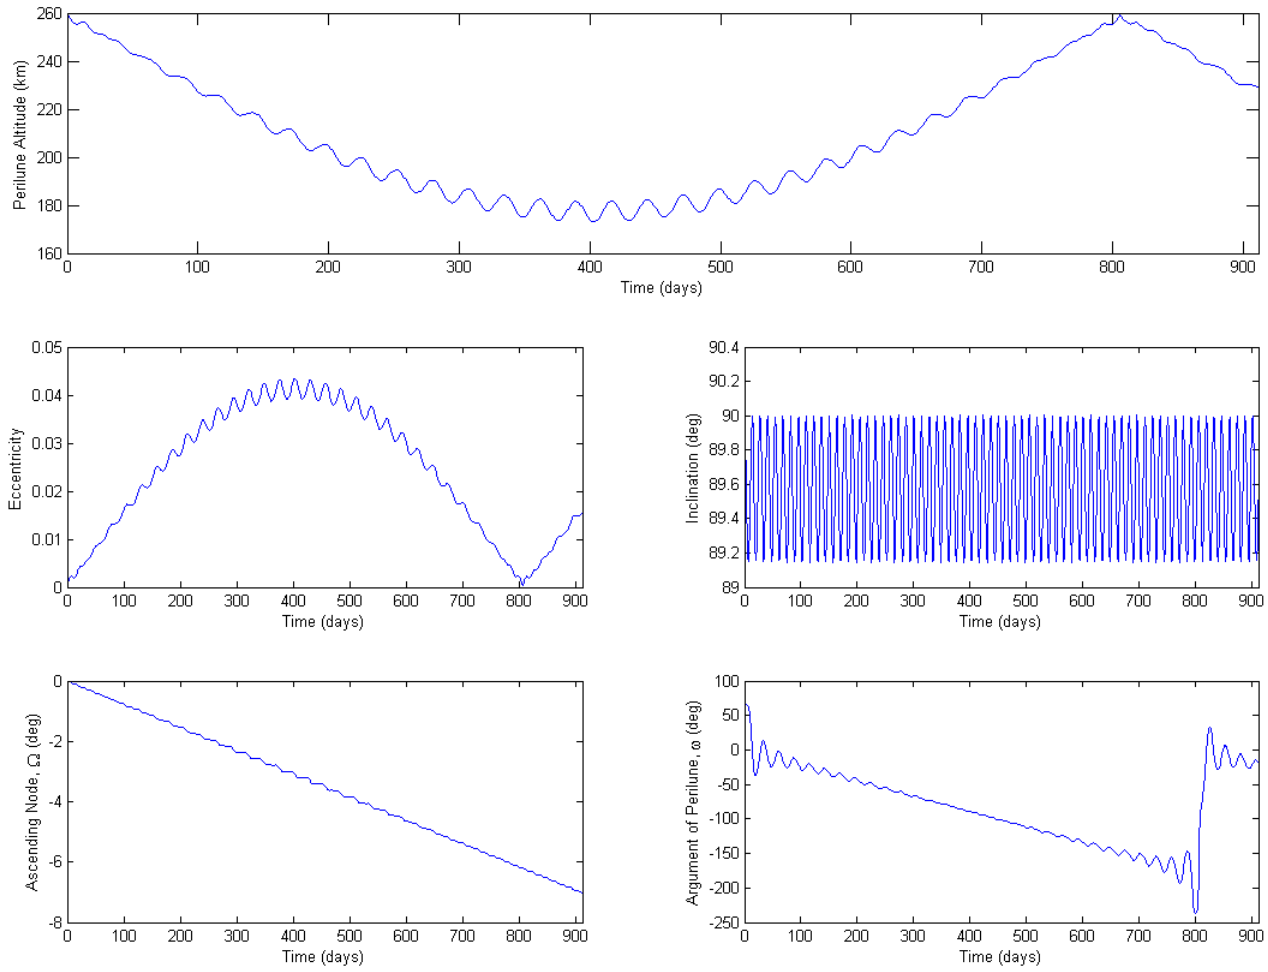 260
240
220
200
180
160
Perilune Altitude (km)
0 100 200 300 400 500 600 700 800 900
Time (days)
0.05
0.04
0.03
0.02
0.01
0
Eccentricity
0 100 200 300 400 500 600 700 800 900
Time (days)
90.4
90.2
90
89.8
89.6
89.4
89.2
89
Inclination (deg)
0 100 200 300 400 500 600 700 800 900
Time (days)
0
-2
-4
-6
-8
Ascending Node, Ω (deg)
0 100 200 300 400 500 600 700 800 900
Time (days)
100
50
0
-50
-100
-150
-200
-250
Argument of Perilune, ω (deg)
0 100 200 300 400 500 600 700 800 900
Time (days)